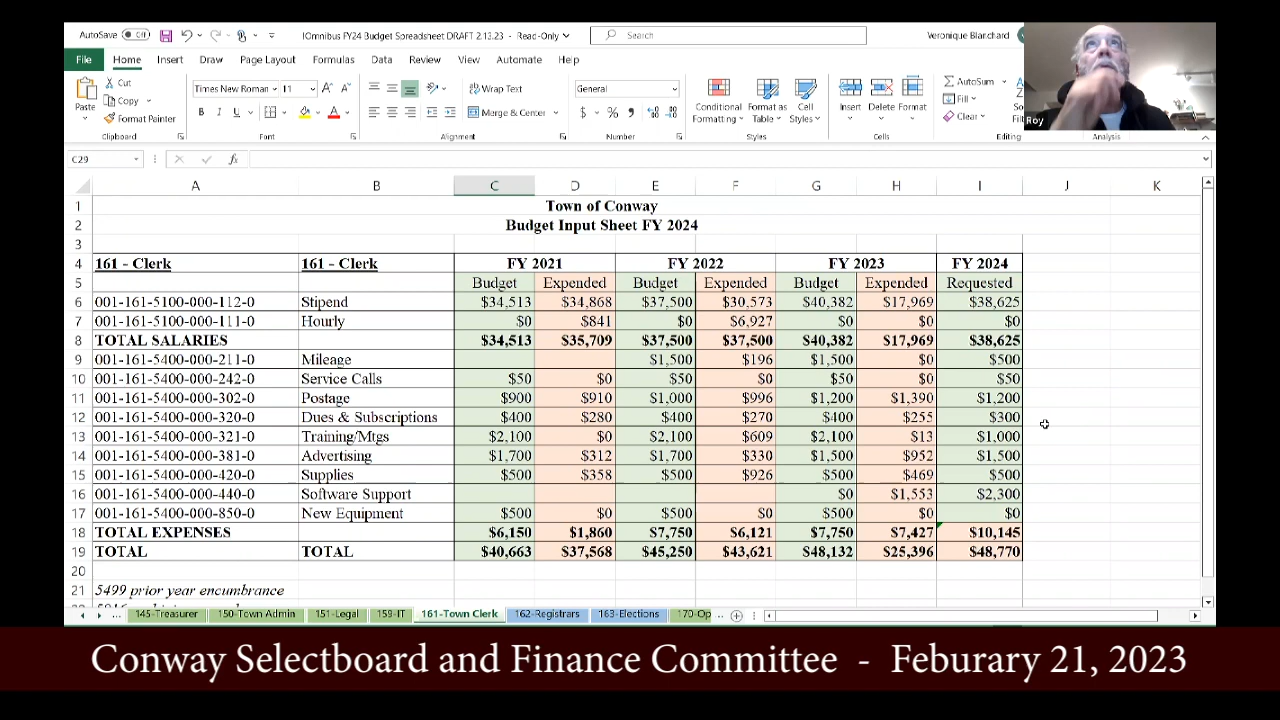 AutoSave Off IOmnibus FY24 Budget Spreadsheet DRAFT 2.13.23 - Read-Only Search Veronique Blanchard
File Home Insert Draw Page Layout Formulas Data Review View Automate Help
Cut Times New Roman 11 Wrap Text General AutoSum
Copy Fill
Paste Format Painter Merge & Center Conditional Formatting Format as Table Cell Styles Insert Delete Format Clear
Clipboard Font Alignment Number Styles Cells Editing Analysis
Roy
C29 fx
A B C D E F G H I J K
1 Town of Conway
2 Budget Input Sheet FY 2024
3
4 161 - Clerk 161 - Clerk FY 2021 FY 2022 FY 2023 FY 2024
5 Budget Expended Budget Expended Budget Expended Requested
6 001-161-5100-000-112-0 Stipend $34,513 $34,868 $37,500 $30,573 $40,382 $17,969 $38,625
7 001-161-5100-000-111-0 Hourly $0 $841 $0 $6,927 $0 $0 $0
8 TOTAL SALARIES $34,513 $35,709 $37,500 $37,500 $40,382 $17,969 $38,625
9 001-161-5400-000-211-0 Mileage $1,500 $196 $1,500 $0 $500
10 001-161-5400-000-242-0 Service Calls $50 $0 $50 $0 $50 $0 $50
11 001-161-5400-000-302-0 Postage $900 $910 $1,000 $996 $1,200 $1,390 $1,200
12 001-161-5400-000-320-0 Dues & Subscriptions $400 $280 $400 $270 $400 $255 $300
13 001-161-5400-000-321-0 Training/Mtgs $2,100 $0 $2,100 $609 $2,100 $13 $1,000
14 001-161-5400-000-381-0 Advertising $1,700 $312 $1,700 $330 $1,500 $952 $1,500
15 001-161-5400-000-420-0 Supplies $500 $358 $500 $926 $500 $469 $500
16 001-161-5400-000-440-0 Software Support $0 $1,553 $2,300
17 001-161-5400-000-850-0 New Equipment $500 $0 $500 $0 $500 $0 $0
18 TOTAL EXPENSES $6,150 $1,860 $7,750 $6,121 $7,750 $7,427 $10,145
19 TOTAL TOTAL $40,663 $37,568 $45,250 $43,621 $48,132 $25,396 $48,770
20
21 5499 prior year encumbrance
... 145-Treasurer 150-Town Admin 151-Legal 159-IT 161-Town Clerk 162-Registrars 163-Elections 170-Op ...
Conway Selectboard and Finance Committee - Feburary 21, 2023